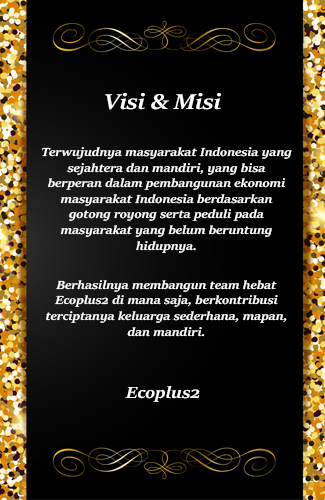 Visi & Misi
Terwujudnya masyarakat Indonesia yang
sejahtera dan mandiri, yang bisa
berperan dalam pembangunan ekonomi
masyarakat Indonesia berdasarkan
gotong royong serta peduli pada
masyarakat yang belum beruntung
hidupnya.
Berhasilnya membangun team hebat
Ecoplus2 di mana saja, berkontribusi
terciptanya keluarga sederhana, mapan,
dan mandiri.
Ecoplus2